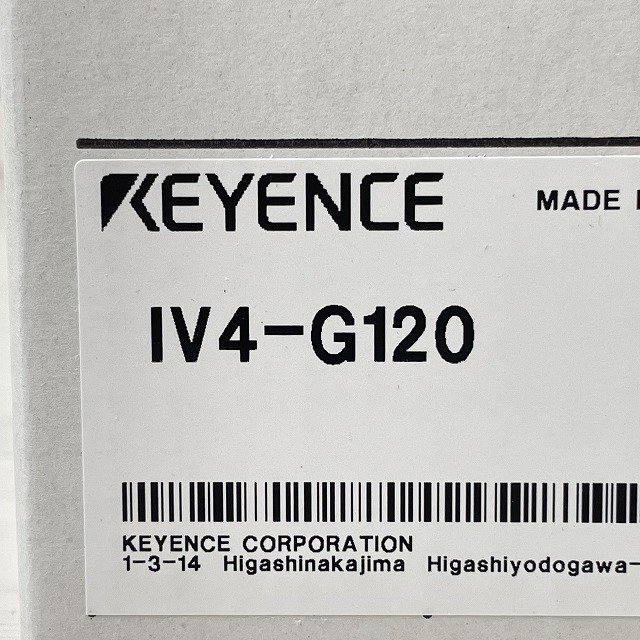 KEYENCE MADE
IV4-G120
KEYENCE CORPORATION
1-3-14 Higashinakajima Higashiyodogawa-